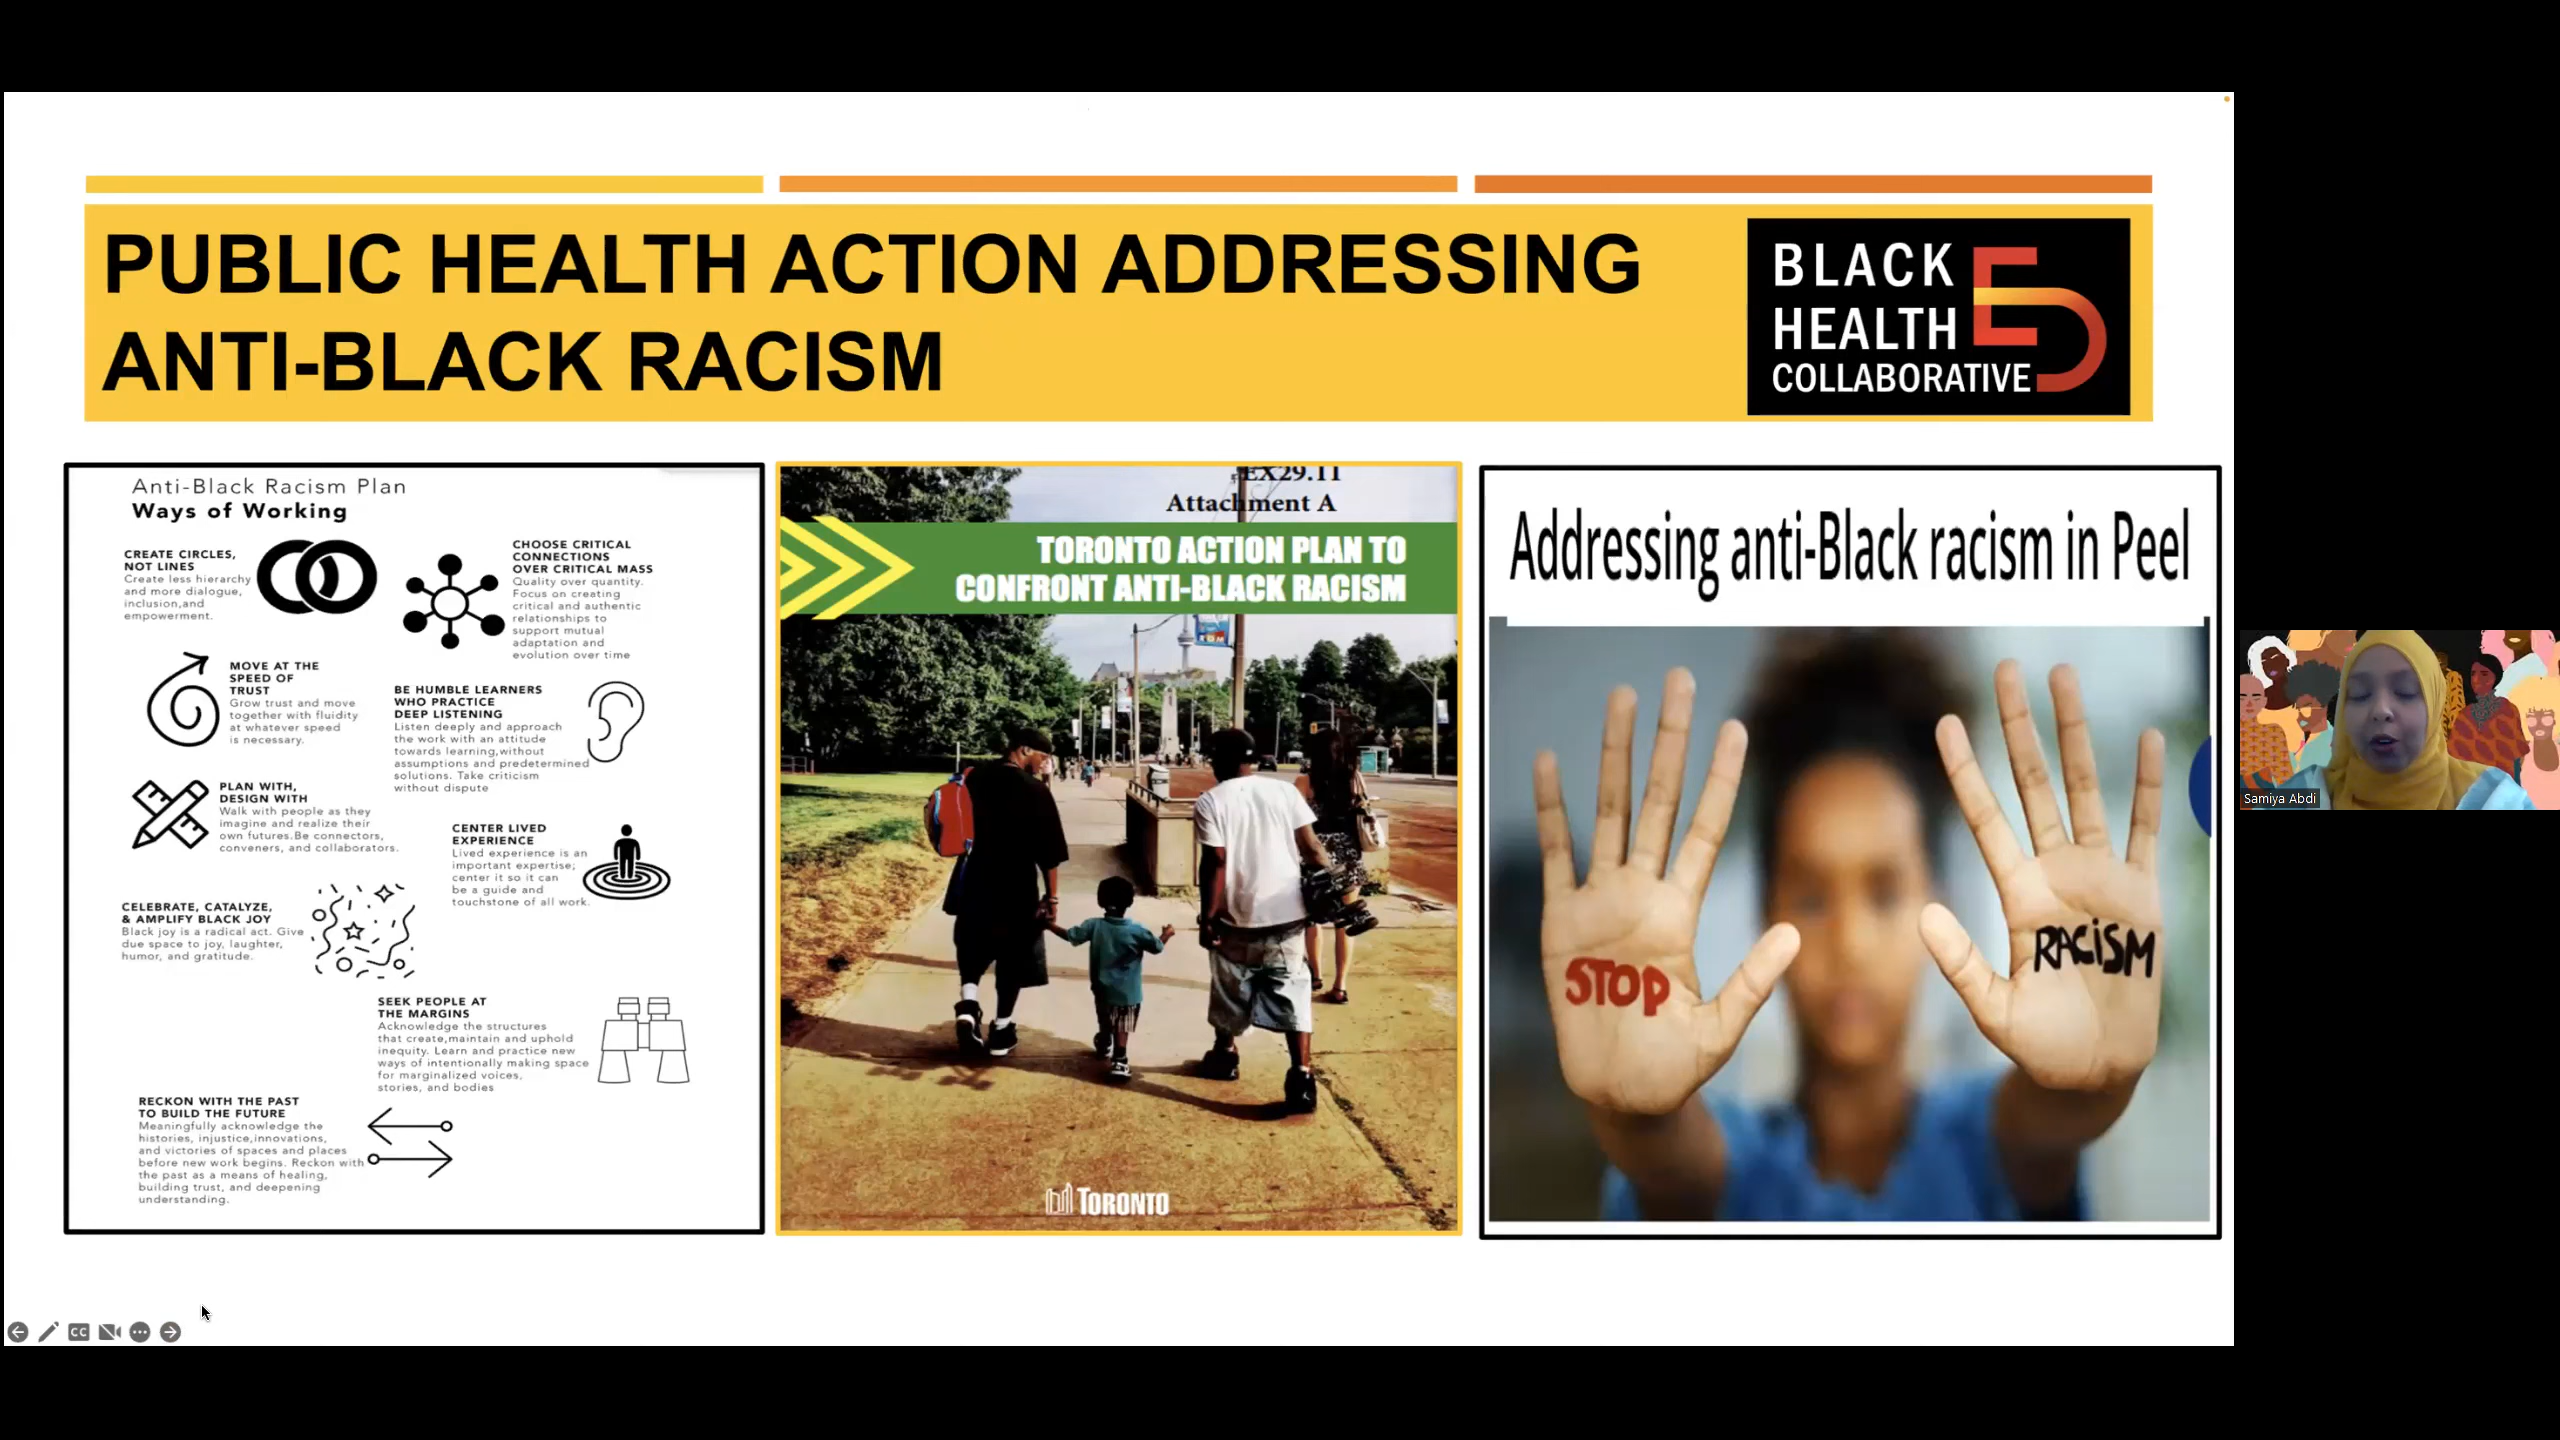 PUBLIC HEALTH ACTION ADDRESSING
ANTI-BLACK RACISM
BLACK
HEALTH
COLLABORATIVE
ED
Anti-Black Racism Plan
Ways of Working
CREATE CIRCLES,
NOT LINES
Create less hierarchy
and more dialogue,
inclusion,and
empowerment.
CHOOSE CRITICAL
CONNECTIONS
OVER CRITICAL MASS
Quality over quantity.
Focus on creating
critical and authentic
relationships to
support mutual
adaptation and
evolution over time
MOVE AT THE
SPEED OF
TRUST
Grow trust and move
together with fluidity
at whatever speed
is necessary.
BE HUMBLE LEARNERS
WHO PRACTICE
DEEP LISTENING
Listen deeply and approach
the work with an attitude
towards learning,without
assumptions and predetermined
solutions. Take criticism
without dispute
PLAN WITH,
DESIGN WITH
Walk with people as they
imagine and realize their
own futures.Be connectors,
conveners, and collaborators.
CENTER LIVED
EXPERIENCE
Lived experience is an
important expertise;
center it so it can
be a guide and
touchstone of all work.
CELEBRATE, CATALYZE,
& AMPLIFY BLACK JOY
Black joy is a radical act. Give
due space to joy, laughter,
humor, and gratitude.
SEEK PEOPLE AT
THE MARGINS
Acknowledge the structures
that create,maintain and uphold
inequity. Learn and practice new
ways of intentionally making space
for marginalized voices,
stories, and bodies
RECKON WITH THE PAST
TO BUILD THE FUTURE
Meaningfully acknowledge the
histories, injustice,innovations,
and victories of spaces and places
before new work begins. Reckon with
the past as a means of healing,
building trust, and deepening
understanding.
EX29.11
Attachment A
TORONTO ACTION PLAN TO
CONFRONT ANTI-BLACK RACISM
ROM
TORONTO
Addressing anti-Black racism in Peel
STOP
RACISM
Samiya Abdi
CC